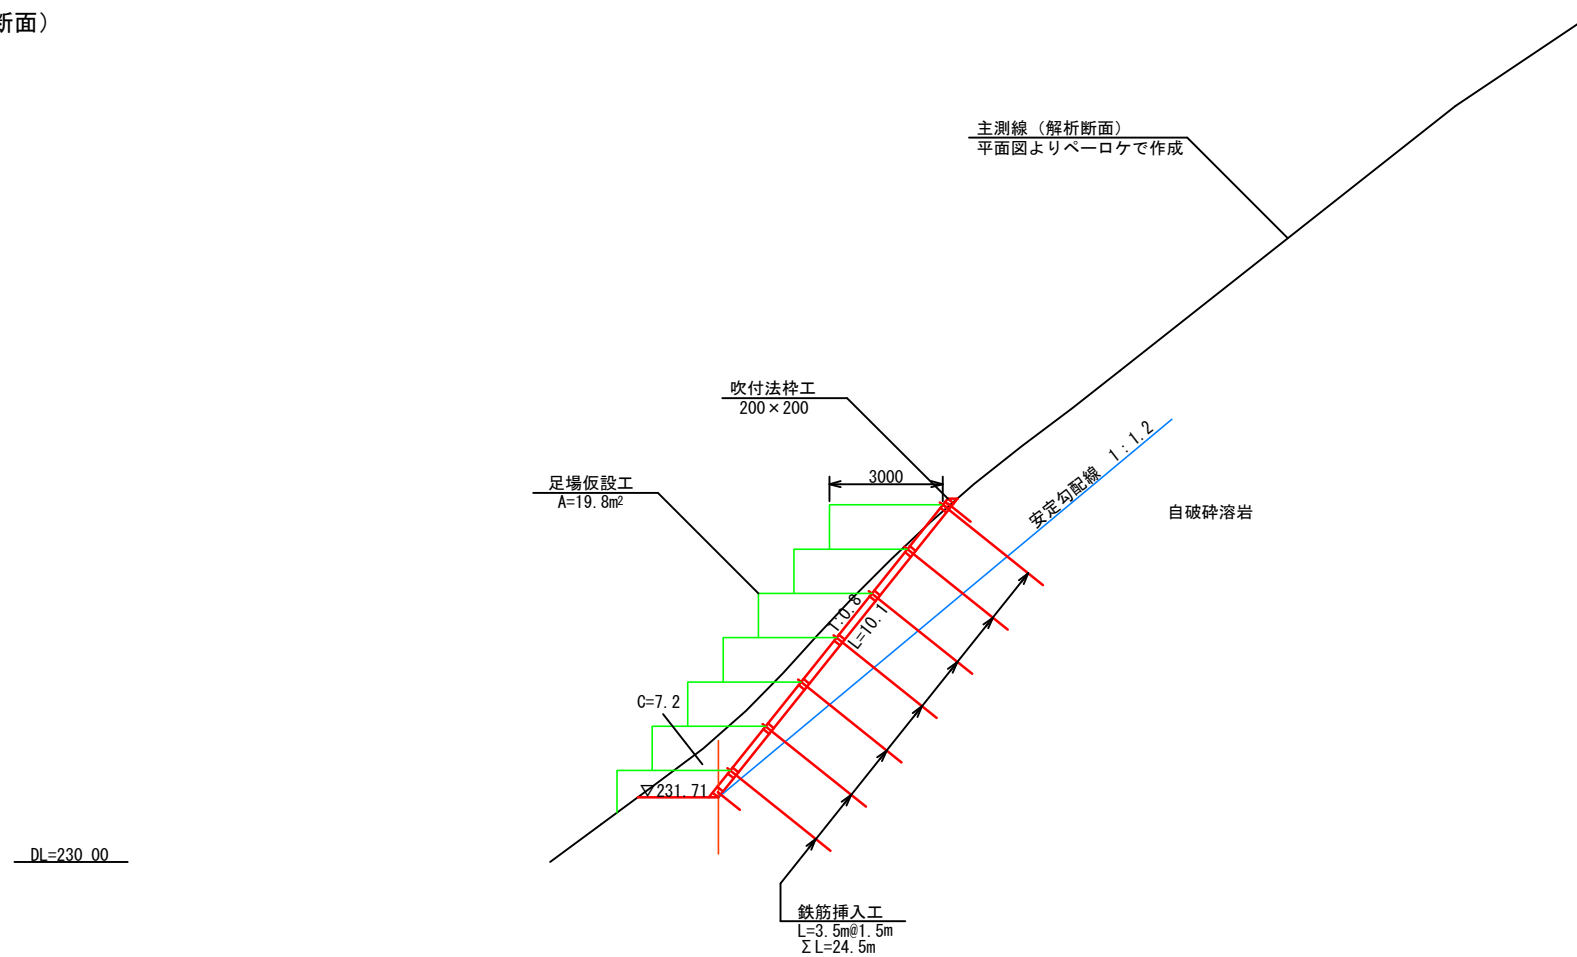 断面）
主測線（解析断面）
平面図よりペーロケで作成
吹付法枠工
200×200
3000
足場仮設工
A=19.8m²
安定勾配線　1：1.2
自破砕溶岩
1:0.8
L=10.1
C=7.2
▽231.71
DL=230.00
鉄筋挿入工
L=3.5m@1.5m
ΣL=24.5m